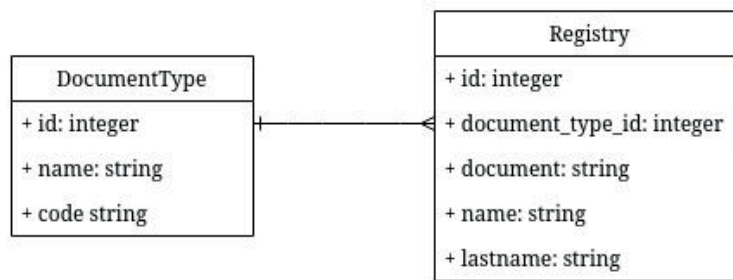 DocumentType
+ id: integer
+ name: string
+ code string
Registry
+ id: integer
+ document_type_id: integer
+ document: string
+ name: string
+ lastname: string